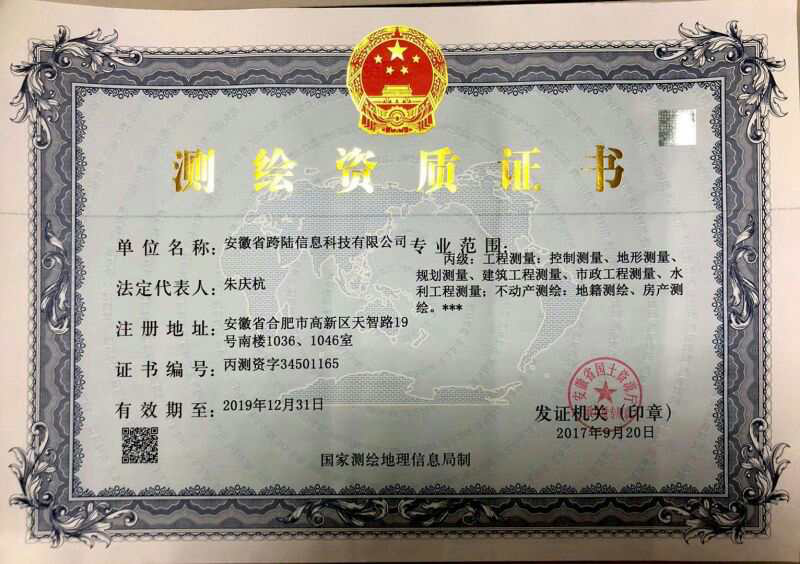 测绘资质证书
单位名称：安徽省跨陆信息科技有限公司
法定代表人：朱庆杭
注册地址：安徽省合肥市高新区天智路19
号南楼1036、1046室
证书编号：丙测资字34501165
有效期至：2019年12月31日
专业范围：
丙级：工程测量：控制测量、地形测量、
规划测量、建筑工程测量、市政工程测量、水
利工程测量；不动产测绘：地籍测绘、房产测
绘。***
安徽省国土资源厅
发证机关（印章）
2017年9月20日
国家测绘地理信息局制